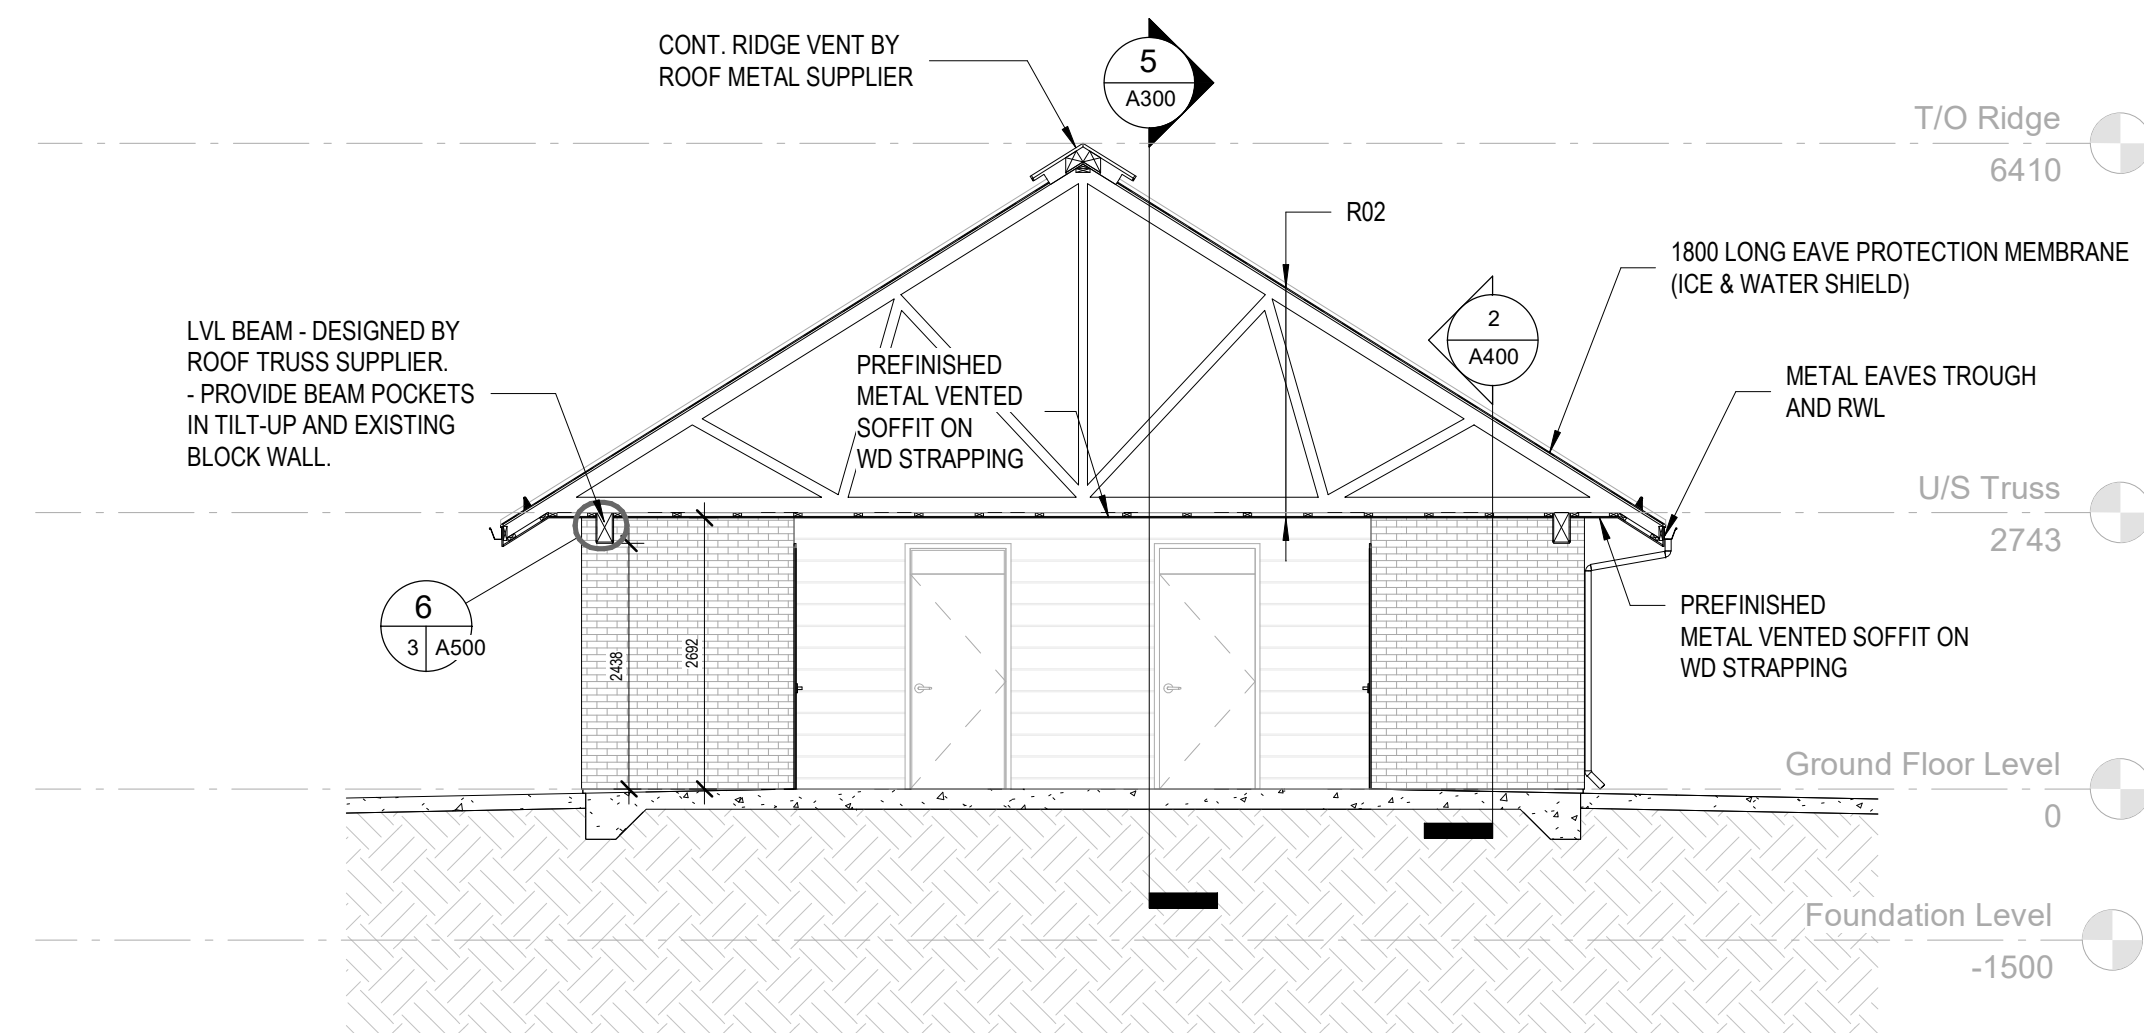 CONT. RIDGE VENT BY
ROOF METAL SUPPLIER
5
A300
T/O Ridge
6410
R02
1800 LONG EAVE PROTECTION MEMBRANE
(ICE & WATER SHIELD)
2
A400
LVL BEAM - DESIGNED BY
ROOF TRUSS SUPPLIER.
- PROVIDE BEAM POCKETS
IN TILT-UP AND EXISTING
BLOCK WALL.
PREFINISHED
METAL VENTED
SOFFIT ON
WD STRAPPING
METAL EAVES TROUGH
AND RWL
U/S Truss
2743
6
3 A500
2438
2692
PREFINISHED
METAL VENTED SOFFIT ON
WD STRAPPING
Ground Floor Level
0
Foundation Level
-1500